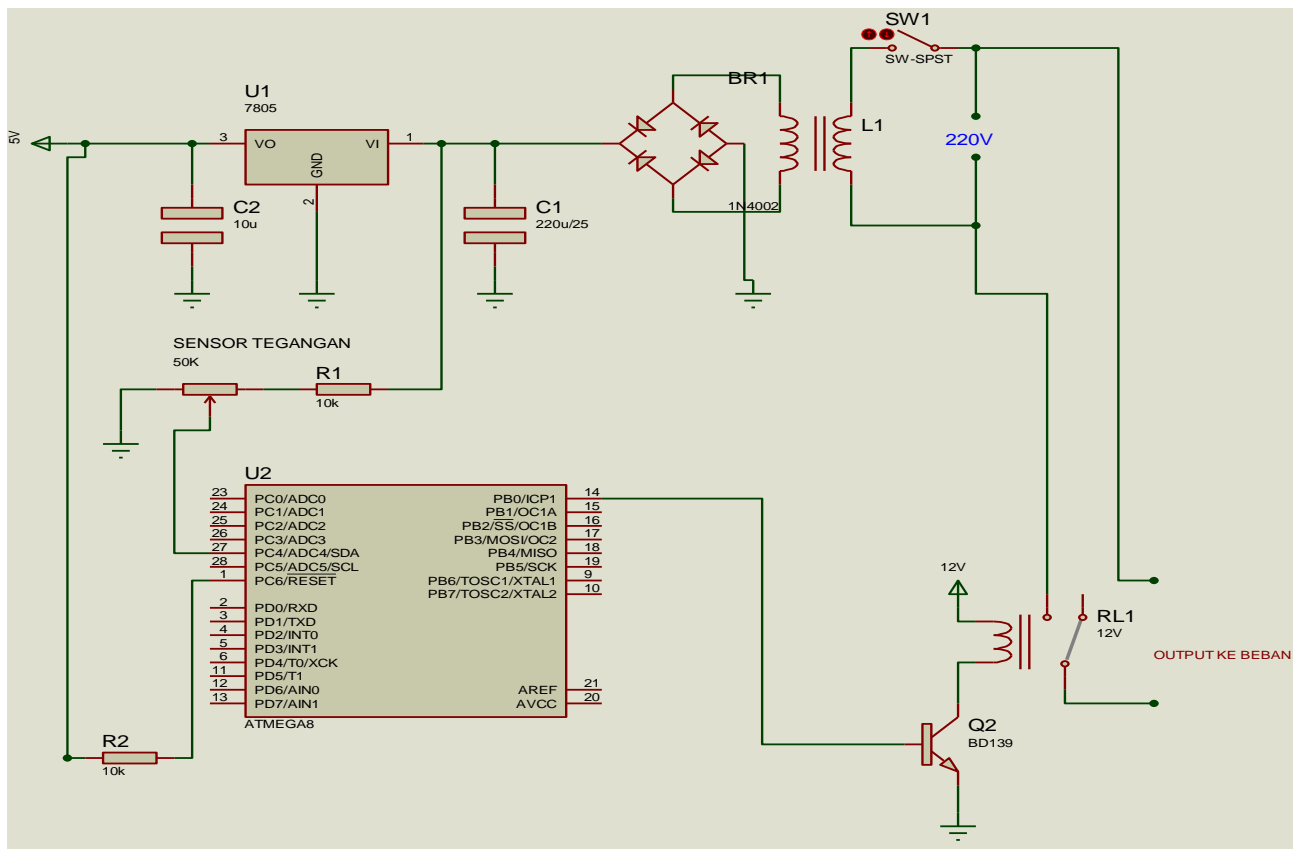 SW1
SW-SPST
BR1
U1
7805
5V
3
VO
VI
1
GND
2
L1
220V
C2
10u
C1
220u/25
1N4002
SENSOR TEGANGAN
50K
R1
10k
U2
23 PC0/ADC0
24 PC1/ADC1
25 PC2/ADC2
26 PC3/ADC3
27 PC4/ADC4/SDA
28 PC5/ADC5/SCL
1 PC6/RESET
2 PD0/RXD
3 PD1/TXD
4 PD2/INT0
5 PD3/INT1
6 PD4/T0/XCK
11 PD5/T1
12 PD6/AIN0
13 PD7/AIN1
PB0/ICP1 14
PB1/OC1A 15
PB2/SS/OC1B 16
PB3/MOSI/OC2 17
PB4/MISO 18
PB5/SCK 19
PB6/TOSC1/XTAL1 9
PB7/TOSC2/XTAL2 10
AREF 21
AVCC 20
ATMEGA8
12V
RL1
12V
OUTPUT KE BEBAN
Q2
BD139
R2
10k